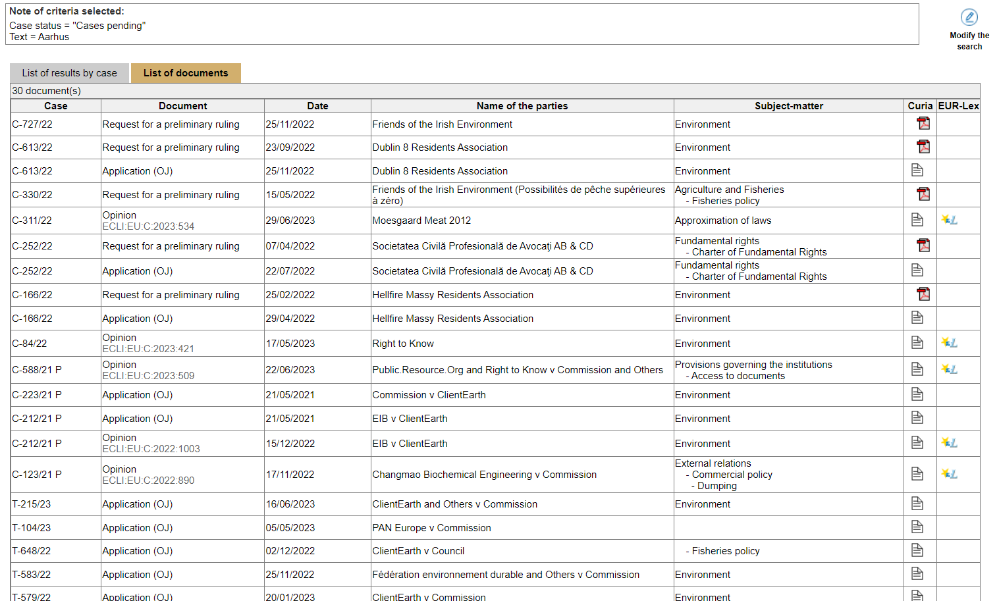 Note of criteria selected:
Case status = "Cases pending"
Text = Aarhus
Modify the
search
List of results by case List of documents
30 document(s)
Case Document Date Name of the parties Subject-matter Curia EUR-Lex
C-727/22 Request for a preliminary ruling 25/11/2022 Friends of the Irish Environment Environment
C-613/22 Request for a preliminary ruling 23/09/2022 Dublin 8 Residents Association Environment
C-613/22 Application (OJ) 25/11/2022 Dublin 8 Residents Association Environment
C-330/22 Request for a preliminary ruling 15/05/2022 Friends of the Irish Environment (Possibilités de pêche supérieures à zéro) Agriculture and Fisheries
- Fisheries policy
C-311/22 Opinion
ECLI:EU:C:2023:534 29/06/2023 Moesgaard Meat 2012 Approximation of laws
C-252/22 Request for a preliminary ruling 07/04/2022 Societatea Civilă Profesională de Avocaţi AB & CD Fundamental rights
- Charter of Fundamental Rights
C-252/22 Application (OJ) 22/07/2022 Societatea Civilă Profesională de Avocaţi AB & CD Fundamental rights
- Charter of Fundamental Rights
C-166/22 Request for a preliminary ruling 25/02/2022 Hellfire Massy Residents Association Environment
C-166/22 Application (OJ) 29/04/2022 Hellfire Massy Residents Association Environment
C-84/22 Opinion
ECLI:EU:C:2023:421 17/05/2023 Right to Know Environment
C-588/21 P Opinion
ECLI:EU:C:2023:509 22/06/2023 Public.Resource.Org and Right to Know v Commission and Others Provisions governing the institutions
- Access to documents
C-223/21 P Application (OJ) 21/05/2021 Commission v ClientEarth Environment
C-212/21 P Application (OJ) 21/05/2021 EIB v ClientEarth Environment
C-212/21 P Opinion
ECLI:EU:C:2022:1003 15/12/2022 EIB v ClientEarth Environment
C-123/21 P Opinion
ECLI:EU:C:2022:890 17/11/2022 Changmao Biochemical Engineering v Commission External relations
- Commercial policy
- Dumping
T-215/23 Application (OJ) 16/06/2023 ClientEarth and Others v Commission Environment
T-104/23 Application (OJ) 05/05/2023 PAN Europe v Commission
T-648/22 Application (OJ) 02/12/2022 ClientEarth v Council - Fisheries policy
T-583/22 Application (OJ) 25/11/2022 Fédération environnement durable and Others v Commission Environment
T-579/22 Application (OJ) 20/01/2023 ClientEarth v Commission Environment